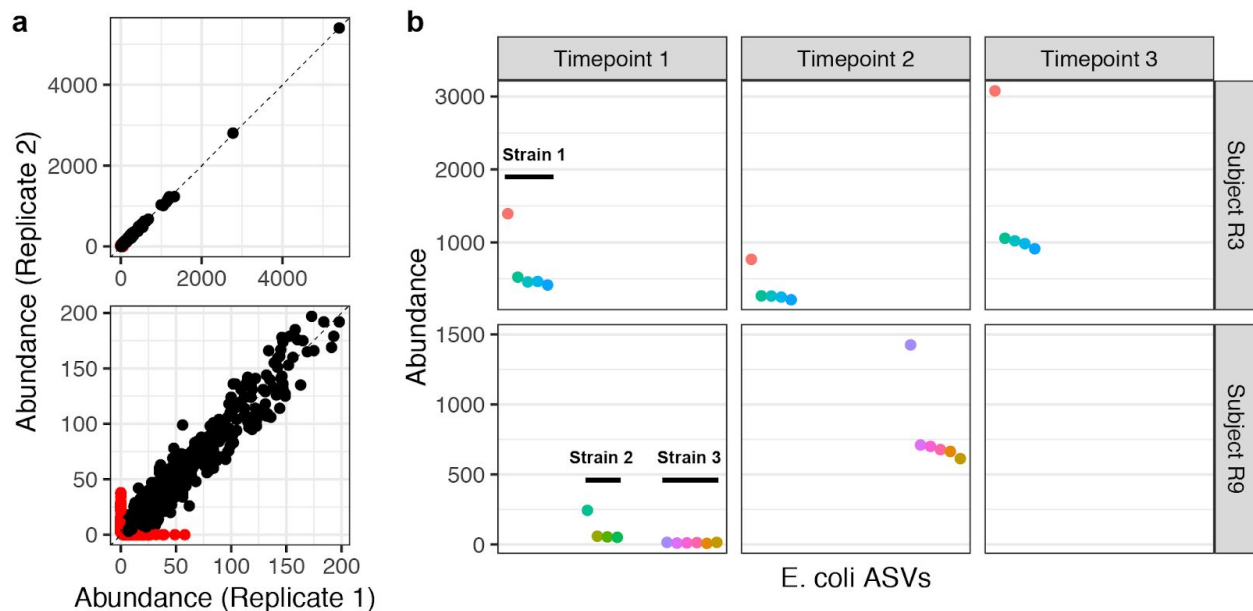 a
Abundance (Replicate 2)
4000
2000
0
0
2000
4000
200
150
100
50
0
0
50
100
150
200
Abundance (Replicate 1)
b
Timepoint 1
Timepoint 2
Timepoint 3
Abundance
3000
2000
1000
Strain 1
Subject R3
1500
1000
500
0
Strain 2
Strain 3
Subject R9
E. coli ASVs